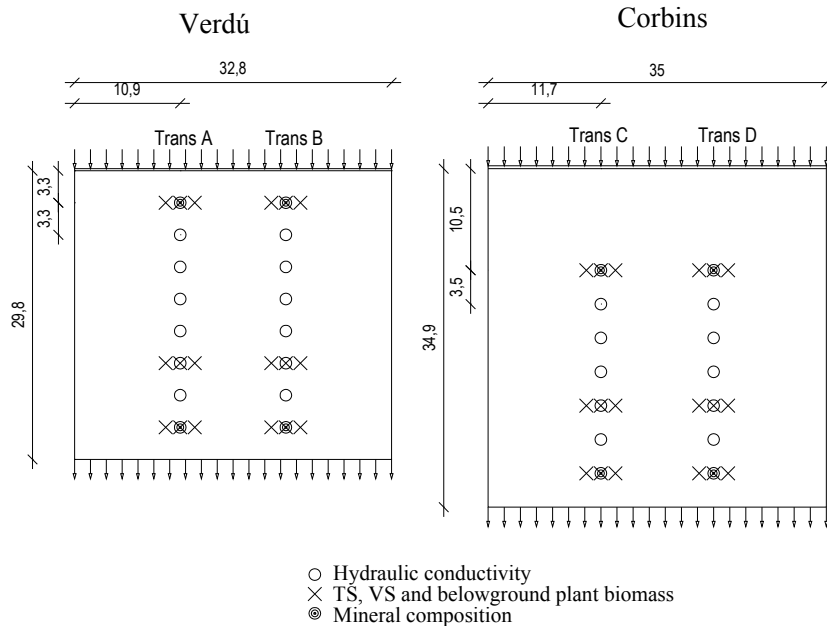 Verdú
Corbins
32,8
10,9
Trans A
Trans B
3,3
3,3
29,8
35
11,7
Trans C
Trans D
10,5
3,5
34,9
Hydraulic conductivity
TS, VS and belowground plant biomass
Mineral composition